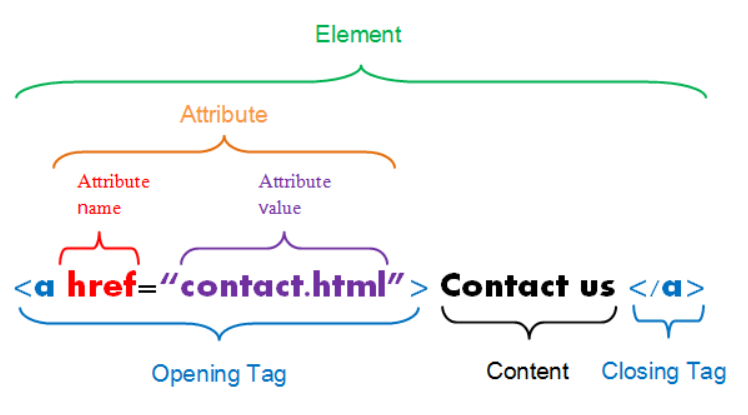 Element
Attribute
Attribute
name
Attribute
value
<a href=“contact.html”> Contact us </a>
Opening Tag
Content
Closing Tag